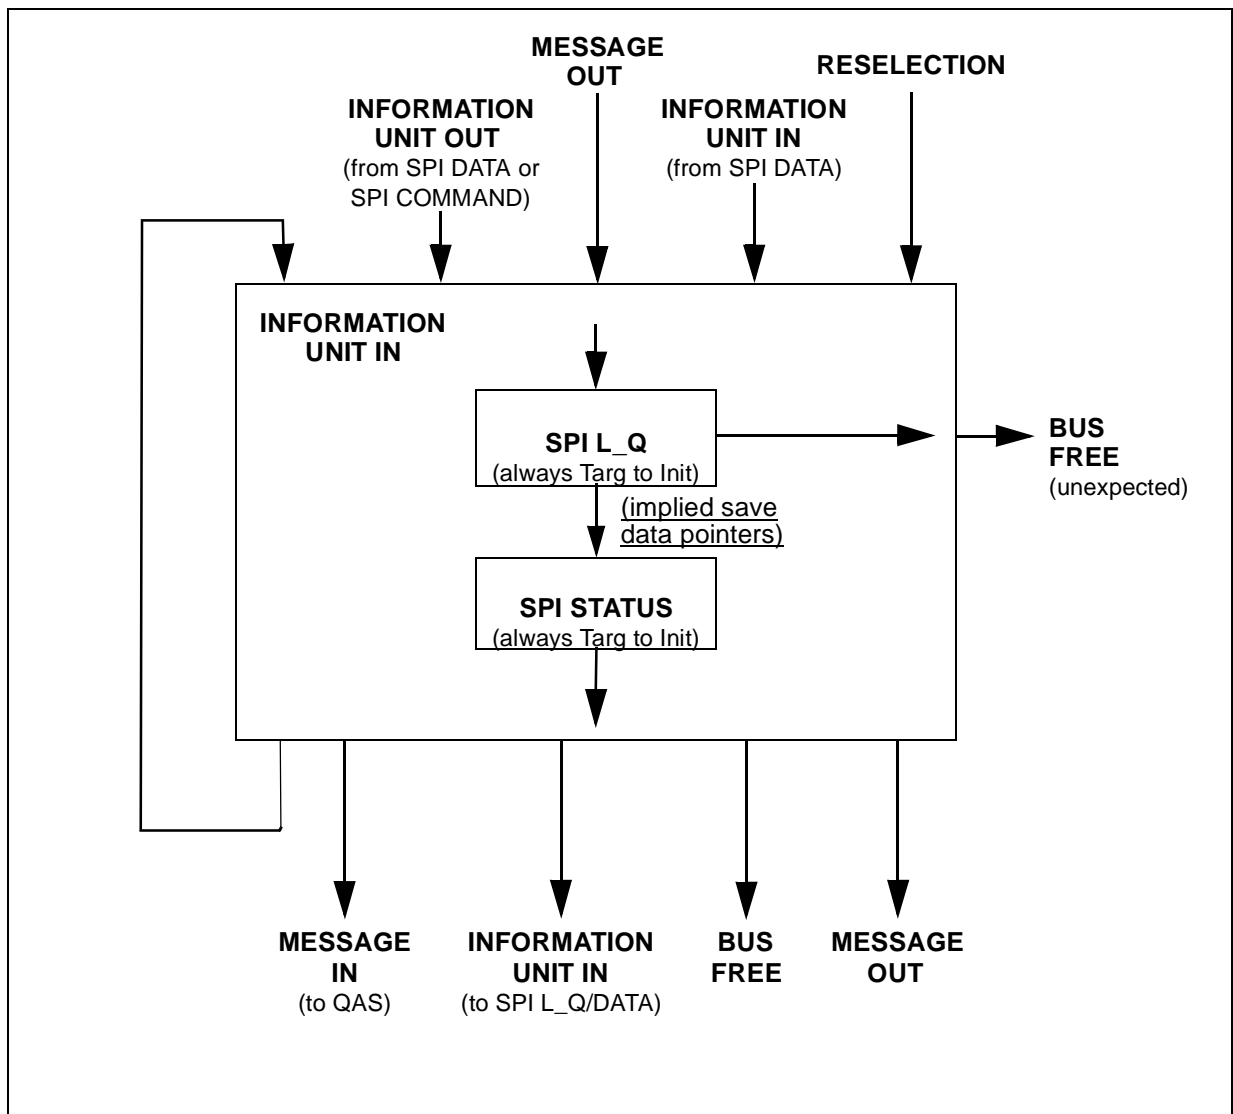 MESSAGE
OUT
RESELECTION
INFORMATION
UNIT OUT
(from SPI DATA or
SPI COMMAND)
INFORMATION
UNIT IN
(from SPI DATA)
INFORMATION
UNIT IN
SPI L_Q
(always Targ to Init)
(implied save
data pointers)
SPI STATUS
(always Targ to Init)
BUS
FREE
(unexpected)
MESSAGE
IN
(to QAS)
INFORMATION
UNIT IN
(to SPI L_Q/DATA)
BUS
FREE
MESSAGE
OUT